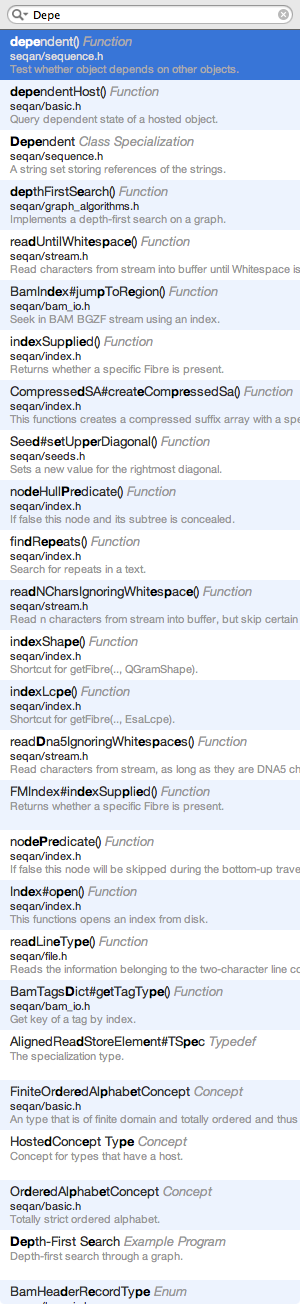 Depe
dependent() Function
seqan/sequence.h
Test whether object depends on other objects.
dependentHost() Function
seqan/basic.h
Query dependent state of a hosted object.
Dependent Class Specialization
seqan/sequence.h
A string set storing references of the strings.
depthFirstSearch() Function
seqan/graph_algorithms.h
Implements a depth-first search on a graph.
readUntilWhitespace() Function
seqan/stream.h
Read characters from stream into buffer until Whitespace is
BamIndex#jumpToRegion() Function
seqan/bam_io.h
Seek in BAM BGZF stream using an index.
indexSupplied() Function
seqan/index.h
Returns whether a specific Fibre is present.
CompressedSA#createCompressedSa() Function
seqan/index.h
This functions creates a compressed suffix array with a spe
Seed#setUpperDiagonal() Function
seqan/seeds.h
Sets a new value for the rightmost diagonal.
nodeHullPredicate() Function
seqan/index.h
If false this node and its subtree is concealed.
findRepeats() Function
seqan/index.h
Search for repeats in a text.
readNCharsIgnoringWhitespace() Function
seqan/stream.h
Read n characters from stream into buffer, but skip certain
indexShape() Function
seqan/index.h
Shortcut for getFibre(.., QGramShape).
indexLcpe() Function
seqan/index.h
Shortcut for getFibre(.., EsaLcpe).
readDna5IgnoringWhitespaces() Function
seqan/stream.h
Read characters from stream, as long as they are DNA5 ch
FMIndex#indexSupplied() Function
Returns whether a specific Fibre is present.
nodePredicate() Function
seqan/index.h
If false this node will be skipped during the bottom-up trave
Index#open() Function
seqan/index.h
This functions opens an index from disk.
readLineType() Function
seqan/file.h
Reads the information belonging to the two-character line co
BamTagsDict#getTagType() Function
seqan/bam_io.h
Get key of a tag by index.
AlignedReadStoreElement#TSpec Typedef
The specialization type.
FiniteOrderedAlphabetConcept Concept
seqan/basic.h
An type that is of finite domain and totally ordered and thus
HostedConcept Type Concept
Concept for types that have a host.
OrderedAlphabetConcept Concept
seqan/basic.h
Totally strict ordered alphabet.
Depth-First Search Example Program
Depth-first search through a graph.
BamHeaderRecordType Enum